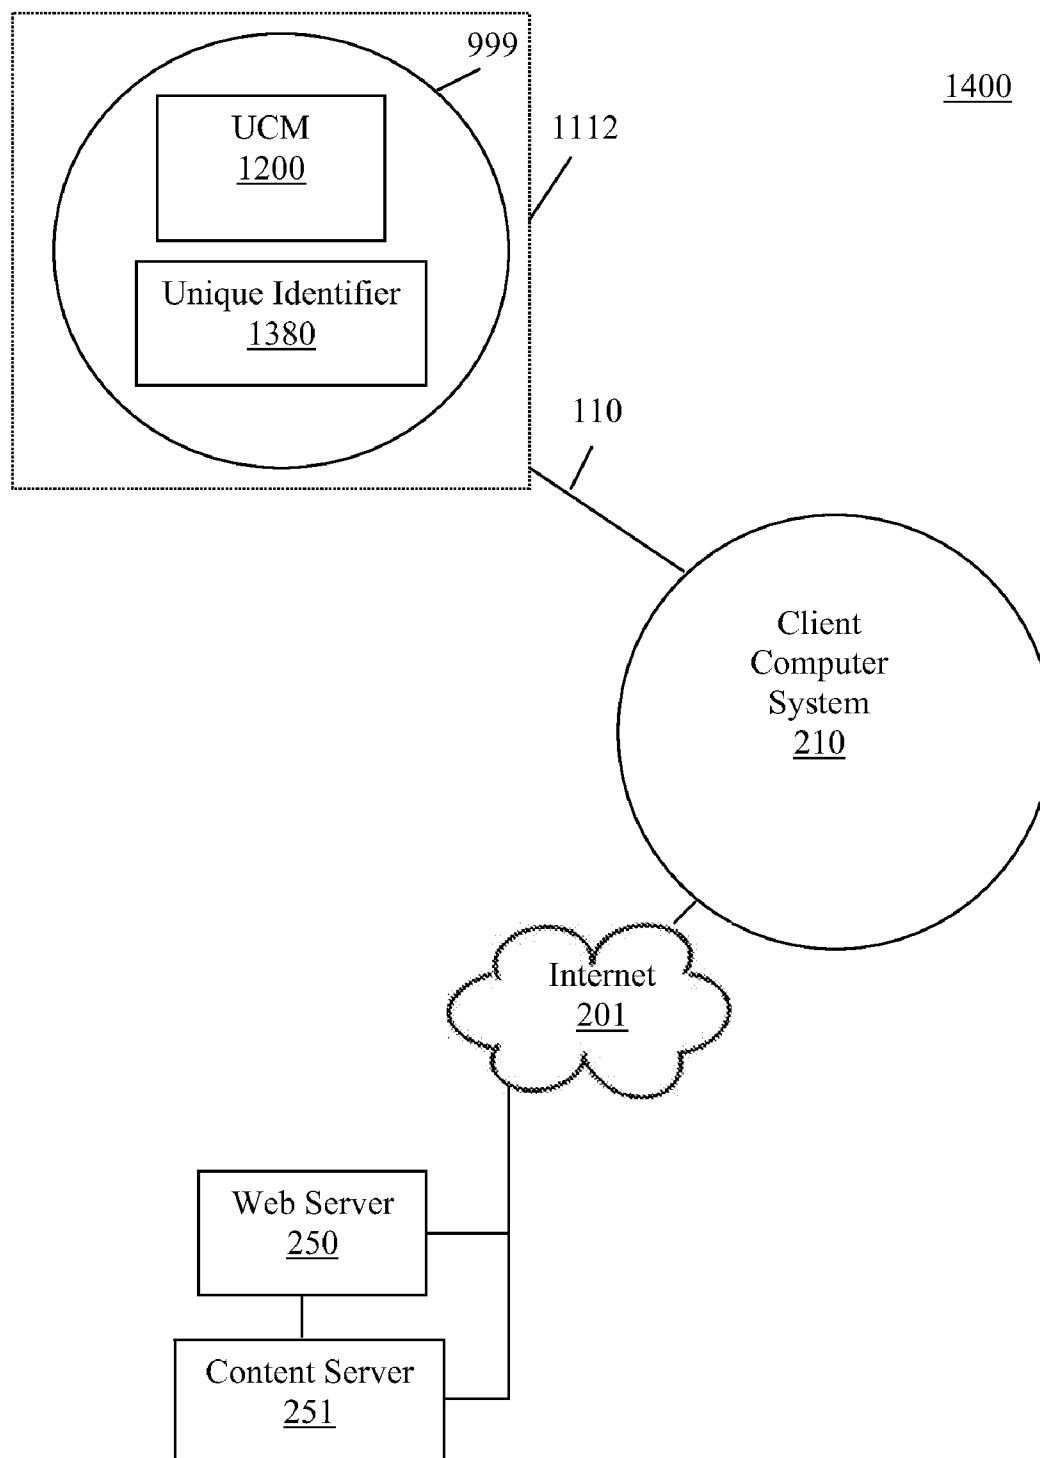 999
1400
UCM
1200
1112
Unique Identifier
1380
110
Client
Computer
System
210
Internet
201
Web Server
250
Content Server
251